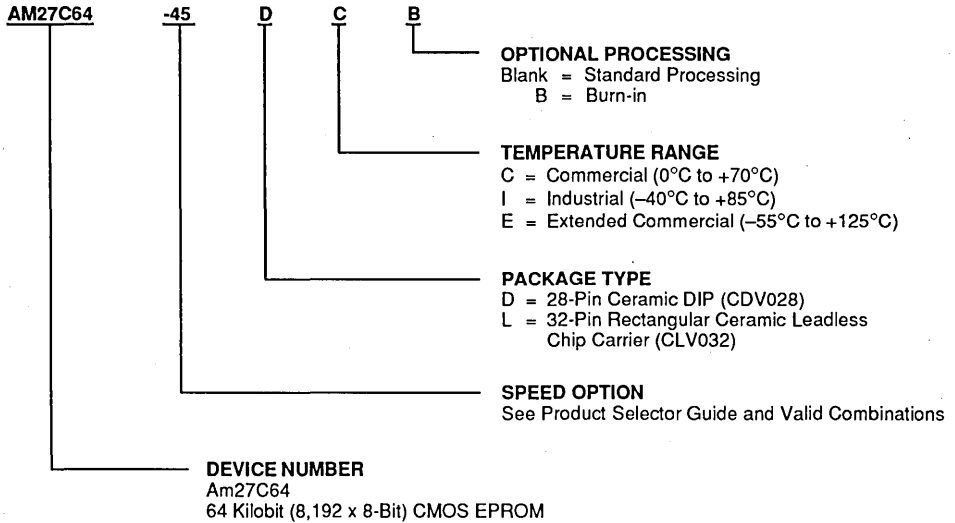 AM27C64 -45 D C B
OPTIONAL PROCESSING
Blank = Standard Processing
B = Burn-in
TEMPERATURE RANGE
C = Commercial (0°C to +70°C)
I = Industrial (–40°C to +85°C)
E = Extended Commercial (–55°C to +125°C)
PACKAGE TYPE
D = 28-Pin Ceramic DIP (CDV028)
L = 32-Pin Rectangular Ceramic Leadless
Chip Carrier (CLV032)
SPEED OPTION
See Product Selector Guide and Valid Combinations
DEVICE NUMBER
Am27C64
64 Kilobit (8,192 x 8-Bit) CMOS EPROM